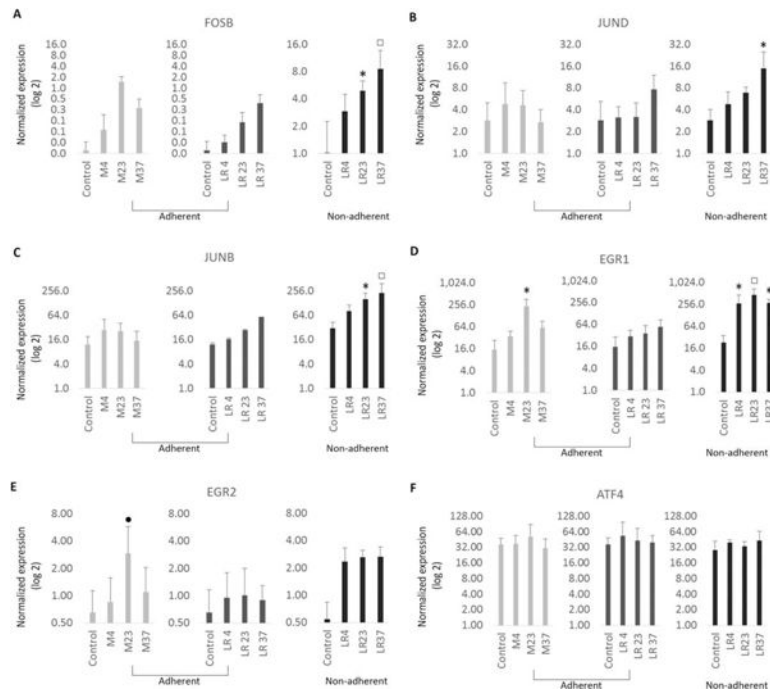 A
FOSB
Normalized expression
(log 2)
16.0
8.0
4.0
2.0
1.0
0.5
0.3
0.1
0.1
0.0
0.0
Control
M4
M23
M37
16.0
8.0
4.0
2.0
1.0
0.5
0.3
0.1
0.1
0.0
0.0
Control
LR 4
LR 23
LR 37
Adherent
16.0
8.0
4.0
2.0
1.0
*
Control
LR4
LR23
LR37
Non-adherent
B
JUND
Normalized expression
(log 2)
32.0
16.0
8.0
4.0
2.0
1.0
Control
M4
M23
M37
32.0
16.0
8.0
4.0
2.0
1.0
Control
LR 4
LR 23
LR 37
Adherent
32.0
16.0
8.0
4.0
2.0
1.0
*
Control
LR4
LR23
LR37
Non-adherent
C
JUNB
Normalized expression
(log 2)
256.0
64.0
16.0
4.0
1.0
Control
M4
M23
M37
256.0
64.0
16.0
4.0
1.0
Control
LR 4
LR 23
LR 37
Adherent
256.0
64.0
16.0
4.0
1.0
*
Control
LR4
LR23
LR37
Non-adherent
D
EGR1
Normalized expression
(log 2)
1,024.0
256.0
64.0
16.0
4.0
1.0
*
Control
M4
M23
M37
1,024.0
256.0
64.0
16.0
4.0
1.0
Control
LR 4
LR 23
LR 37
Adherent
1,024.0
256.0
64.0
16.0
4.0
1.0
* *
Control
LR4
LR23
LR37
Non-adherent
E
EGR2
Normalized expression
(log 2)
8.00
4.00
2.00
1.00
0.50
Control
M4
M23
M37
8.00
4.00
2.00
1.00
0.50
Control
LR 4
LR 23
LR 37
Adherent
8.00
4.00
2.00
1.00
0.50
Control
LR4
LR23
LR37
Non-adherent
F
ATF4
Normalized expression
(log 2)
128.00
64.00
32.00
16.00
8.00
4.00
2.00
1.00
Control
M4
M23
M37
128.00
64.00
32.00
16.00
8.00
4.00
2.00
1.00
Control
LR 4
LR 23
LR 37
Adherent
128.00
64.00
32.00
16.00
8.00
4.00
2.00
1.00
Control
LR4
LR23
LR37
Non-adherent